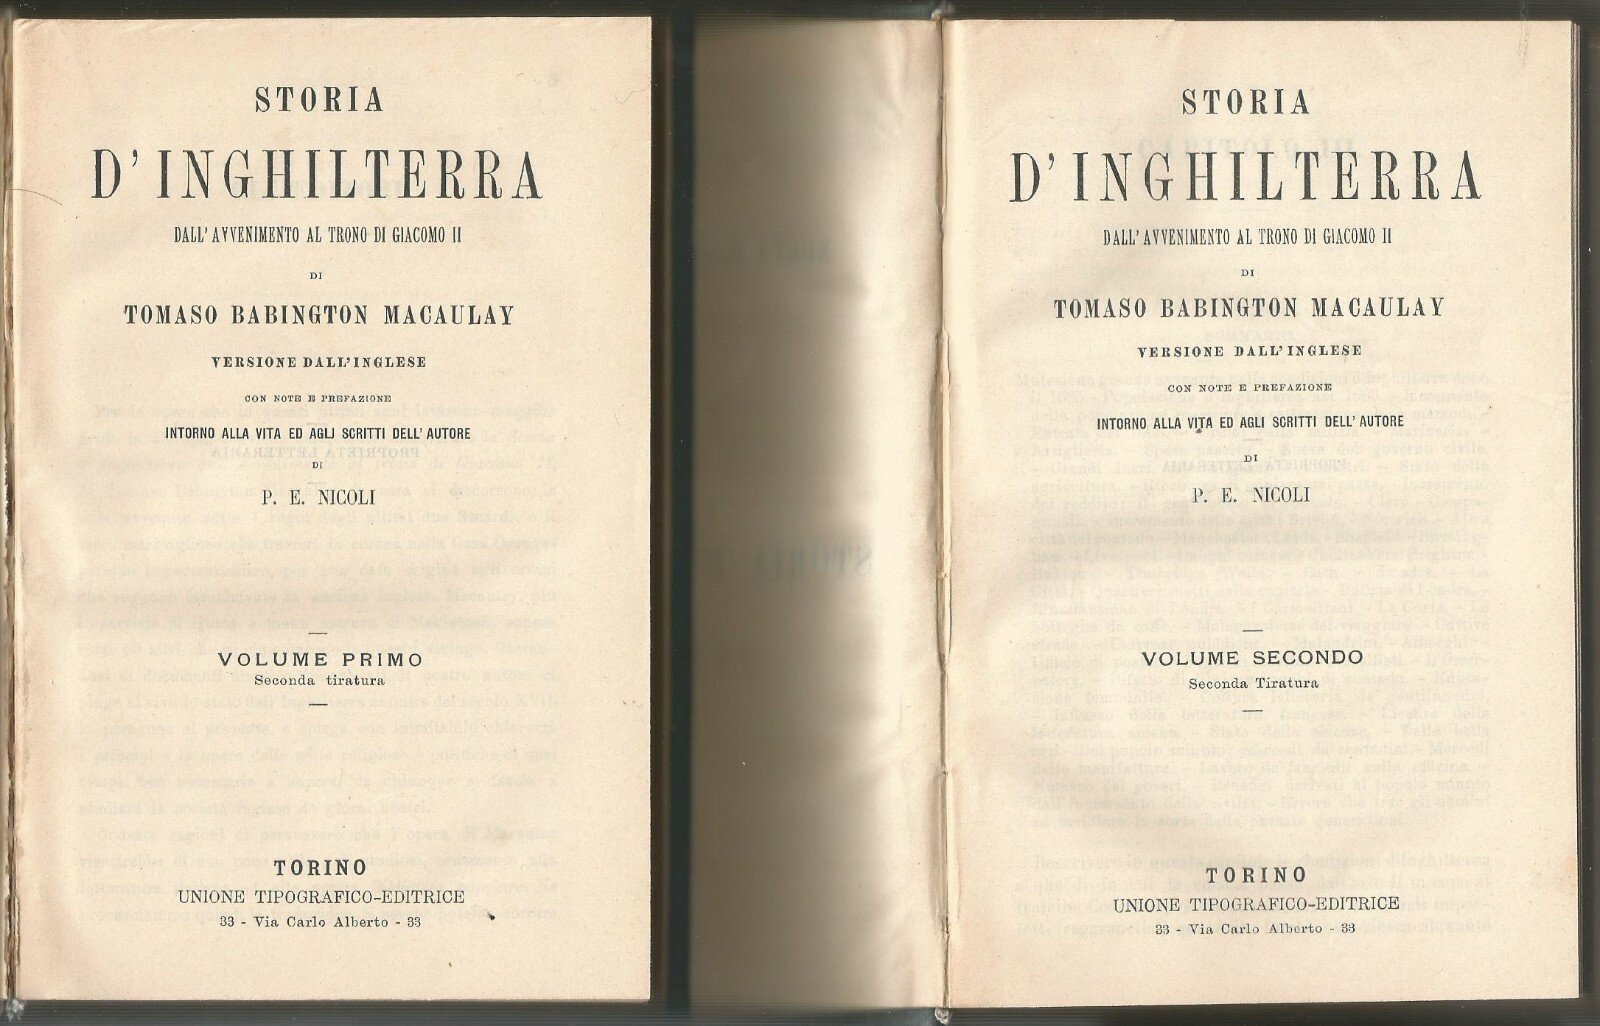 STORIA
D'INGHILTERRA
DALL'AVVENIMENTO AL TRONO DI GIACOMO II
DI
TOMASO BABINGTON MACAULAY
VERSIONE DALL'INGLESE
CON NOTE E PREFAZIONE
INTORNO ALLA VITA ED AGLI SCRITTI DELL'AUTORE
DI
P. E. NICOLI
VOLUME PRIMO
Seconda tiratura
TORINO
UNIONE TIPOGRAFICO-EDITRICE
33 - Via Carlo Alberto - 33
STORIA
D'INGHILTERRA
DALL'AVVENIMENTO AL TRONO DI GIACOMO II
DI
TOMASO BABINGTON MACAULAY
VERSIONE DALL'INGLESE
CON NOTE E PREFAZIONE
INTORNO ALLA VITA ED AGLI SCRITTI DELL'AUTORE
DI
P. E. NICOLI
VOLUME SECONDO
Seconda Tiratura
TORINO
UNIONE TIPOGRAFICO-EDITRICE
33 - Via Carlo Alberto - 33